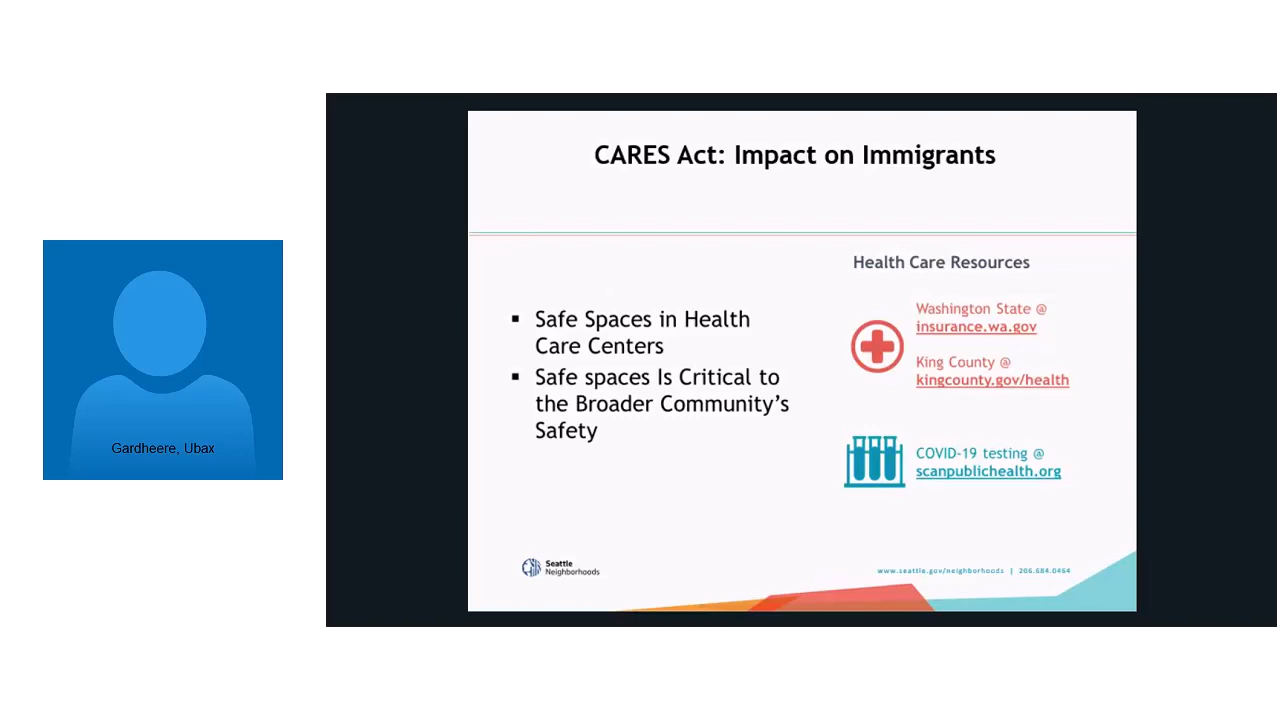 CARES Act: Impact on Immigrants
Gardheere, Ubax
▪ Safe Spaces in Health
Care Centers
▪ Safe spaces Is Critical to
the Broader Community’s
Safety
Health Care Resources
Washington State @
insurance.wa.gov
King County @
kingcounty.gov/health
COVID-19 testing @
scanpublichealth.org
Seattle
Neighborhoods
www.seattle.gov/neighborhoods | 206.684.0464